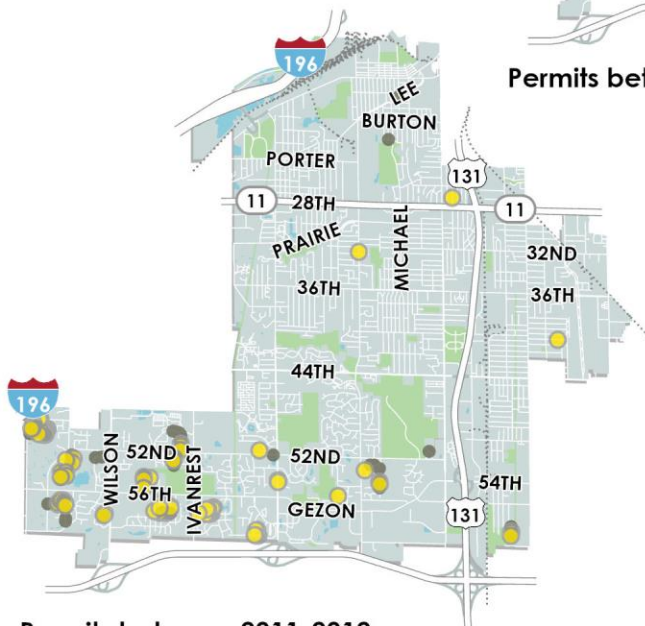 196
LEE
Permits bet
BURTON
PORTER
131
11
28TH
11
PRAIRIE
MICHAEL
32ND
36TH
36TH
44TH
196
WILSON
52ND
IVANREST
52ND
56TH
54TH
GEZON
131